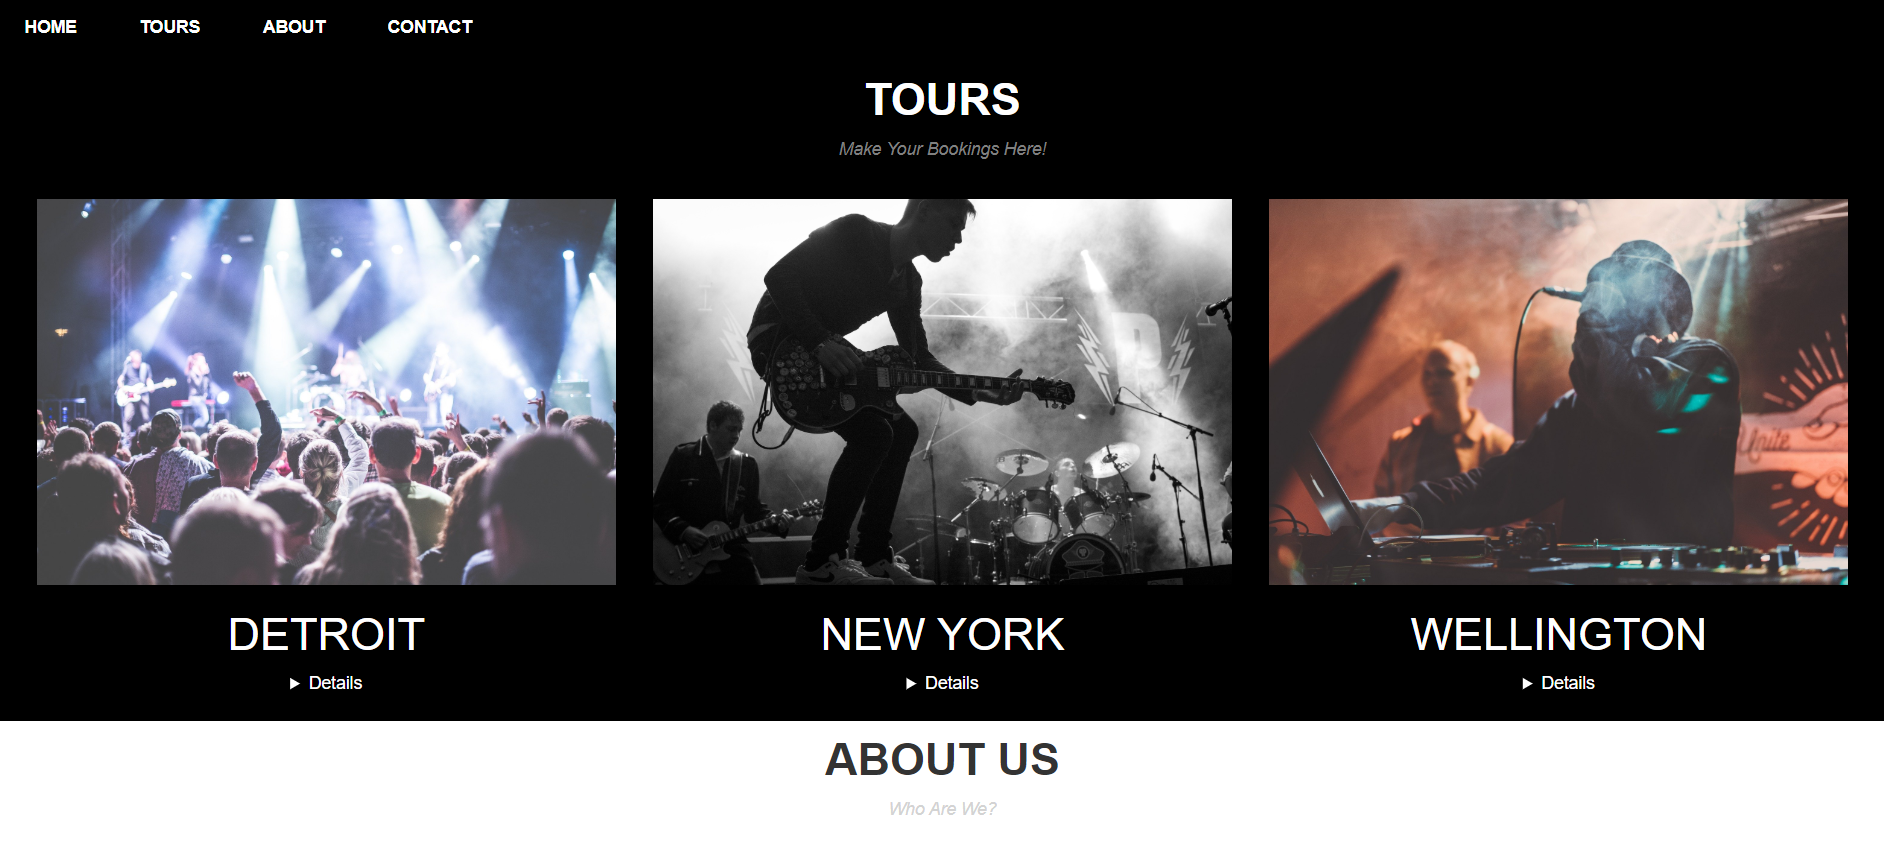 HOME TOURS ABOUT CONTACT
TOURS
Make Your Bookings Here!
Unite
DETROIT
NEW YORK
WELLINGTON
▶ Details
▶ Details
▶ Details
ABOUT US
Who Are We?